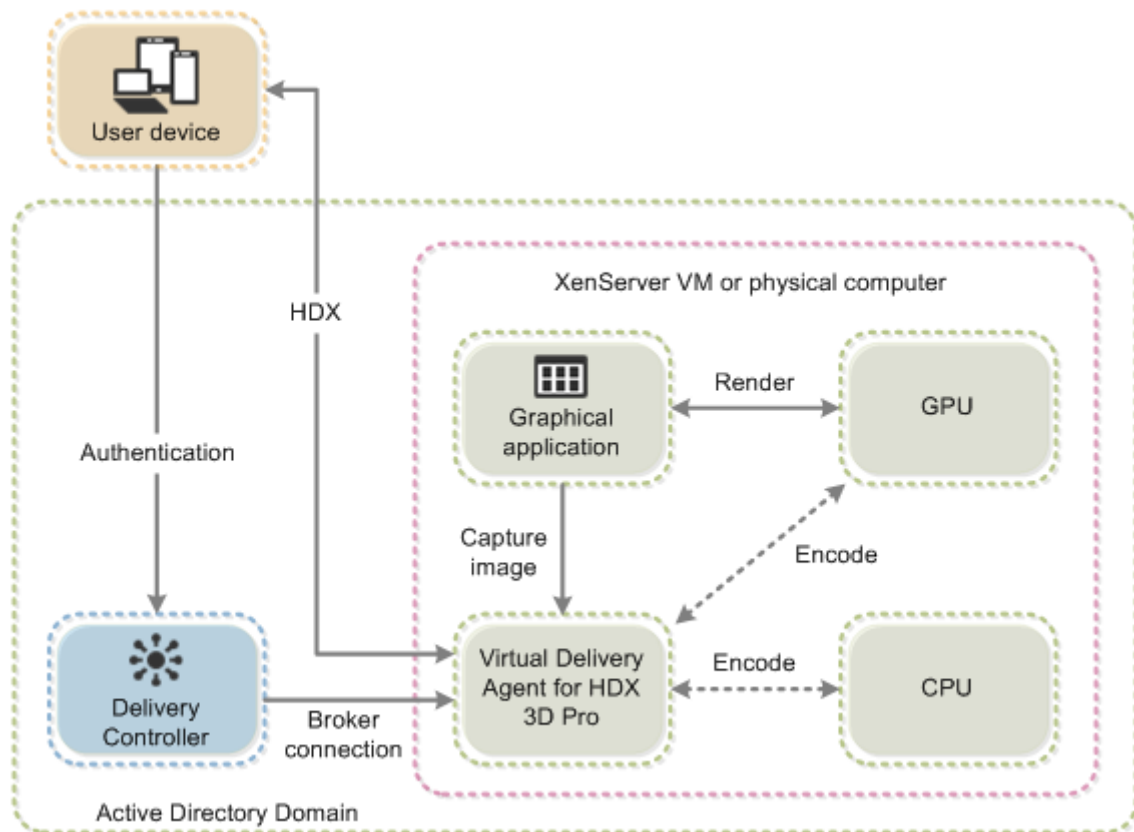 User device
XenServer VM or physical computer
HDX
Render
GPU
Graphical
application
Authentication
Capture
image
Encode
Virtual Delivery
Agent for HDX
3D Pro
Encode
CPU
Delivery
Controller
Broker
connection
Active Directory Domain